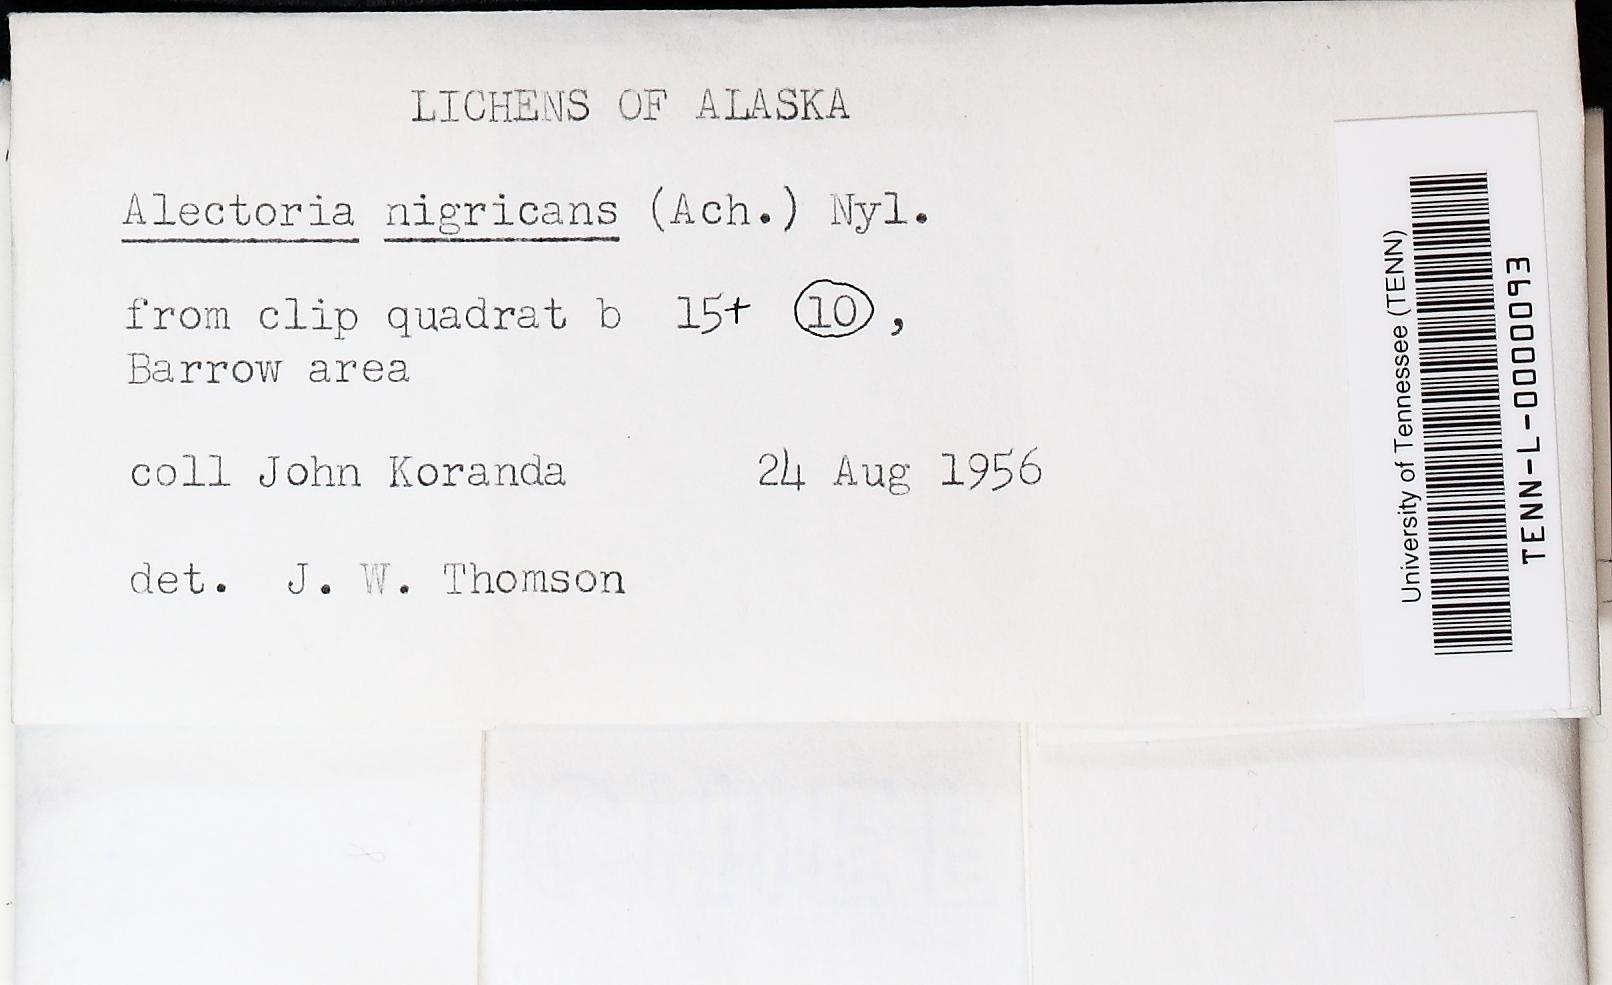 LICHENS OF ALASKA
Alectoria nigricans (Ach.) Nyl.
from clip quadrat b 15+ 10,
Barrow area
coll John Koranda 24 Aug 1956
det. J. W. Thomson
University of Tennessee (TENN)
TENN-L-0000093